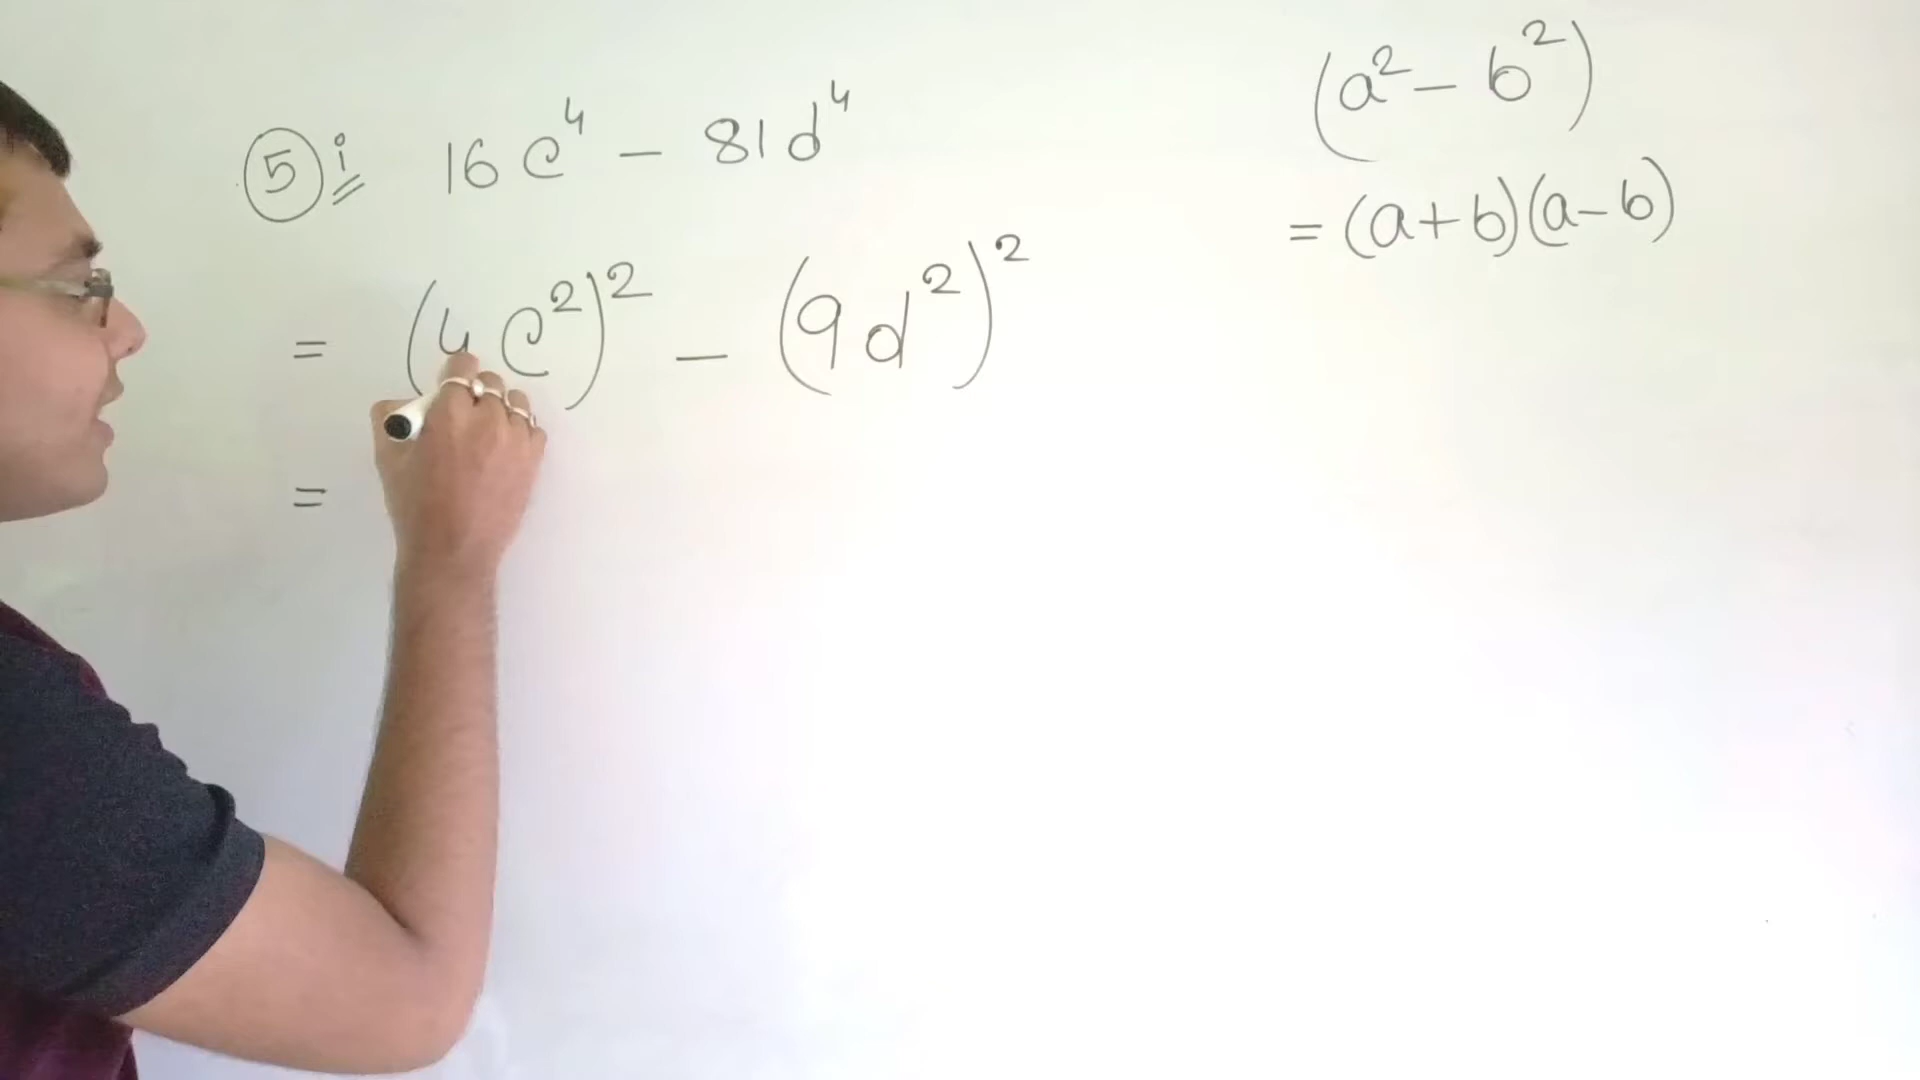 ⑤ i 16c⁴ − 81d⁴
= (4c²)² − (9d²)²
=
(a² − b²)
= (a+b)(a−b)